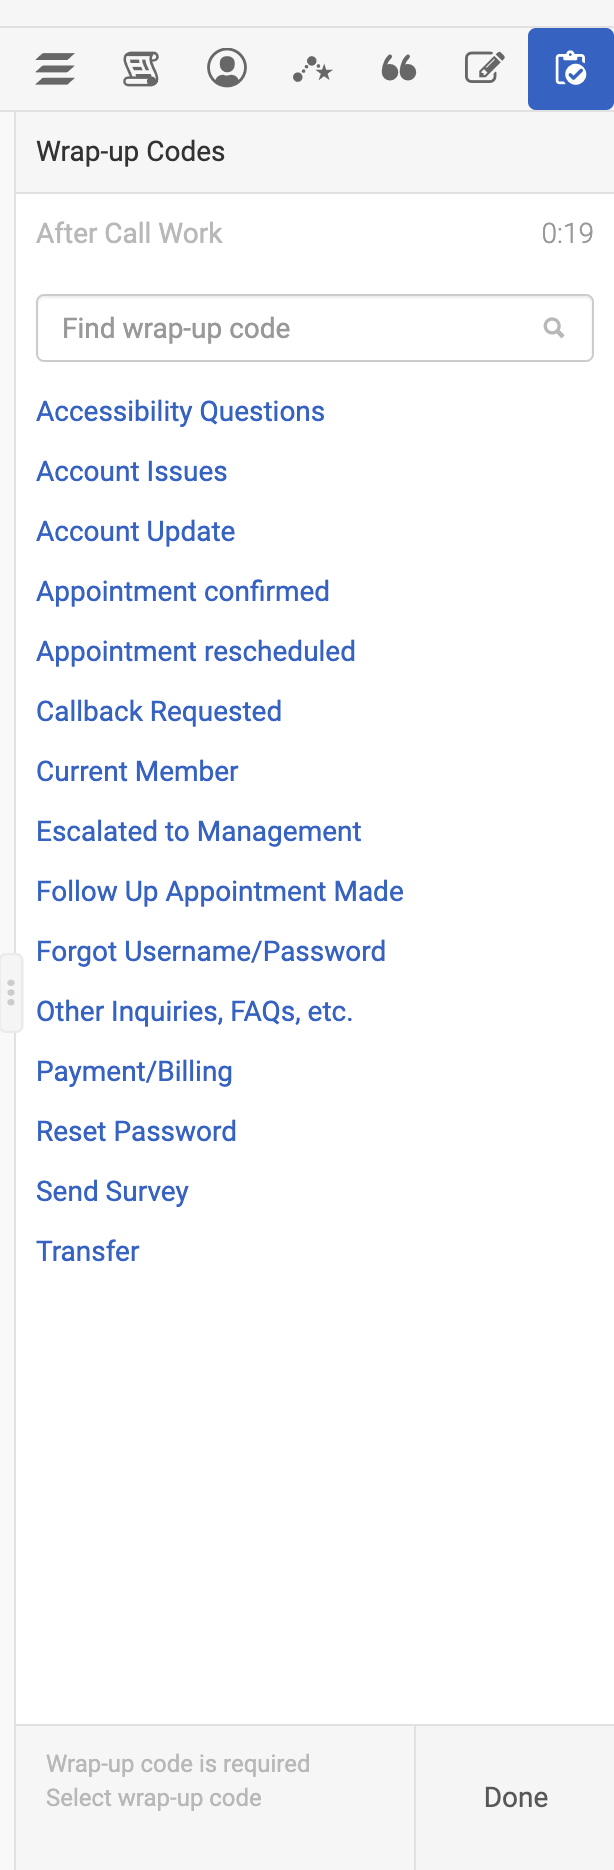 Wrap-up Codes
After Call Work 0:19
Find wrap-up code
Accessibility Questions
Account Issues
Account Update
Appointment confirmed
Appointment rescheduled
Callback Requested
Current Member
Escalated to Management
Follow Up Appointment Made
Forgot Username/Password
Other Inquiries, FAQs, etc.
Payment/Billing
Reset Password
Send Survey
Transfer
Wrap-up code is required
Select wrap-up code
Done